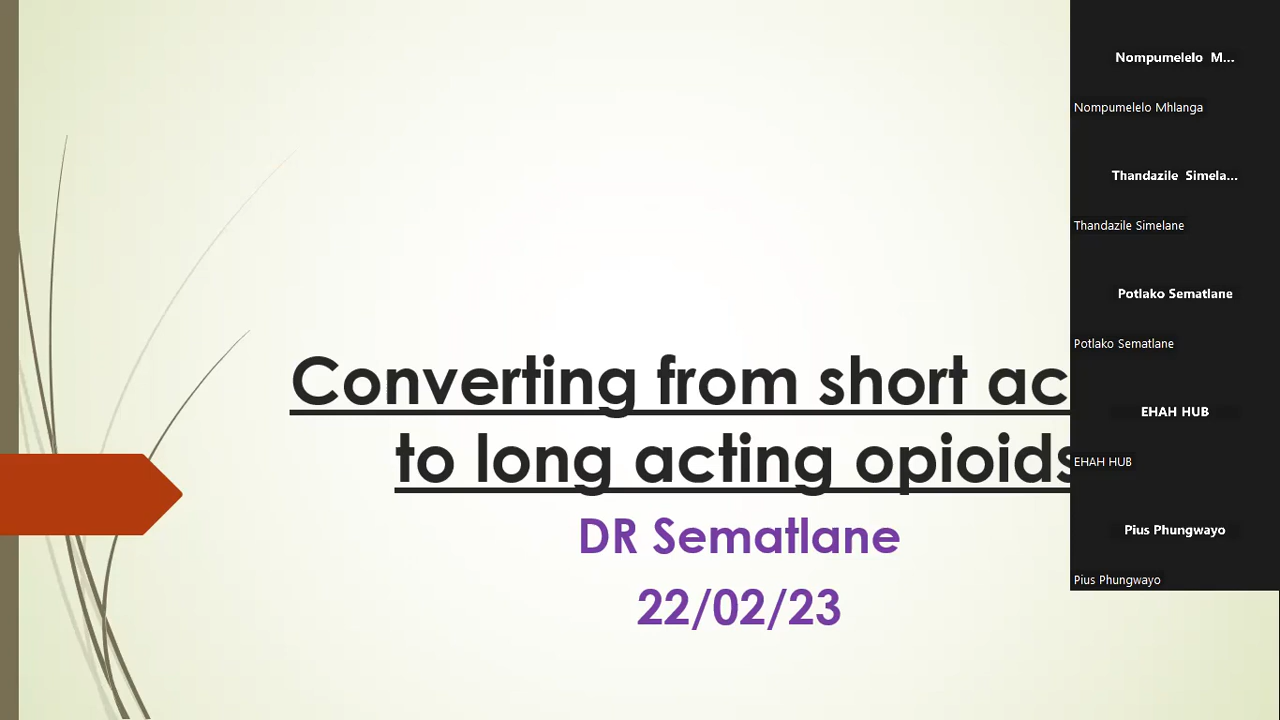 Converting from short ac
to long acting opioids
DR Sematlane
22/02/23
Nompumelelo M...
Nompumelelo Mhlanga
Thandazile Simela...
Thandazile Simelane
Potlako Sematlane
Potlako Sematlane
EHAH HUB
EHAH HUB
Pius Phungwayo
Pius Phungwayo